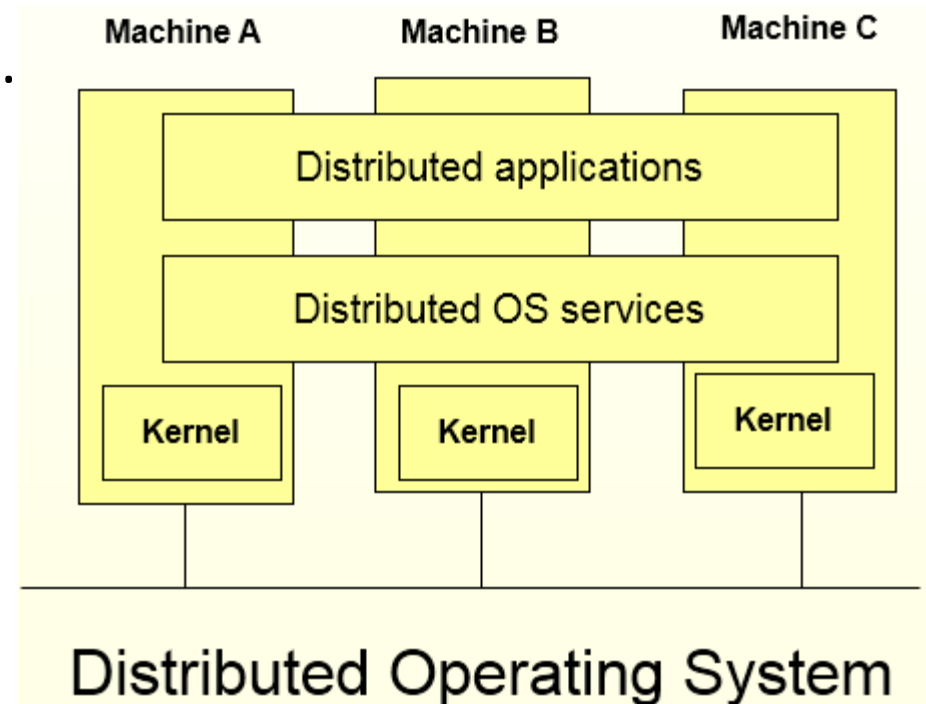 Machine A Machine B Machine C
Distributed applications
Distributed OS services
Kernel Kernel Kernel
Distributed Operating System